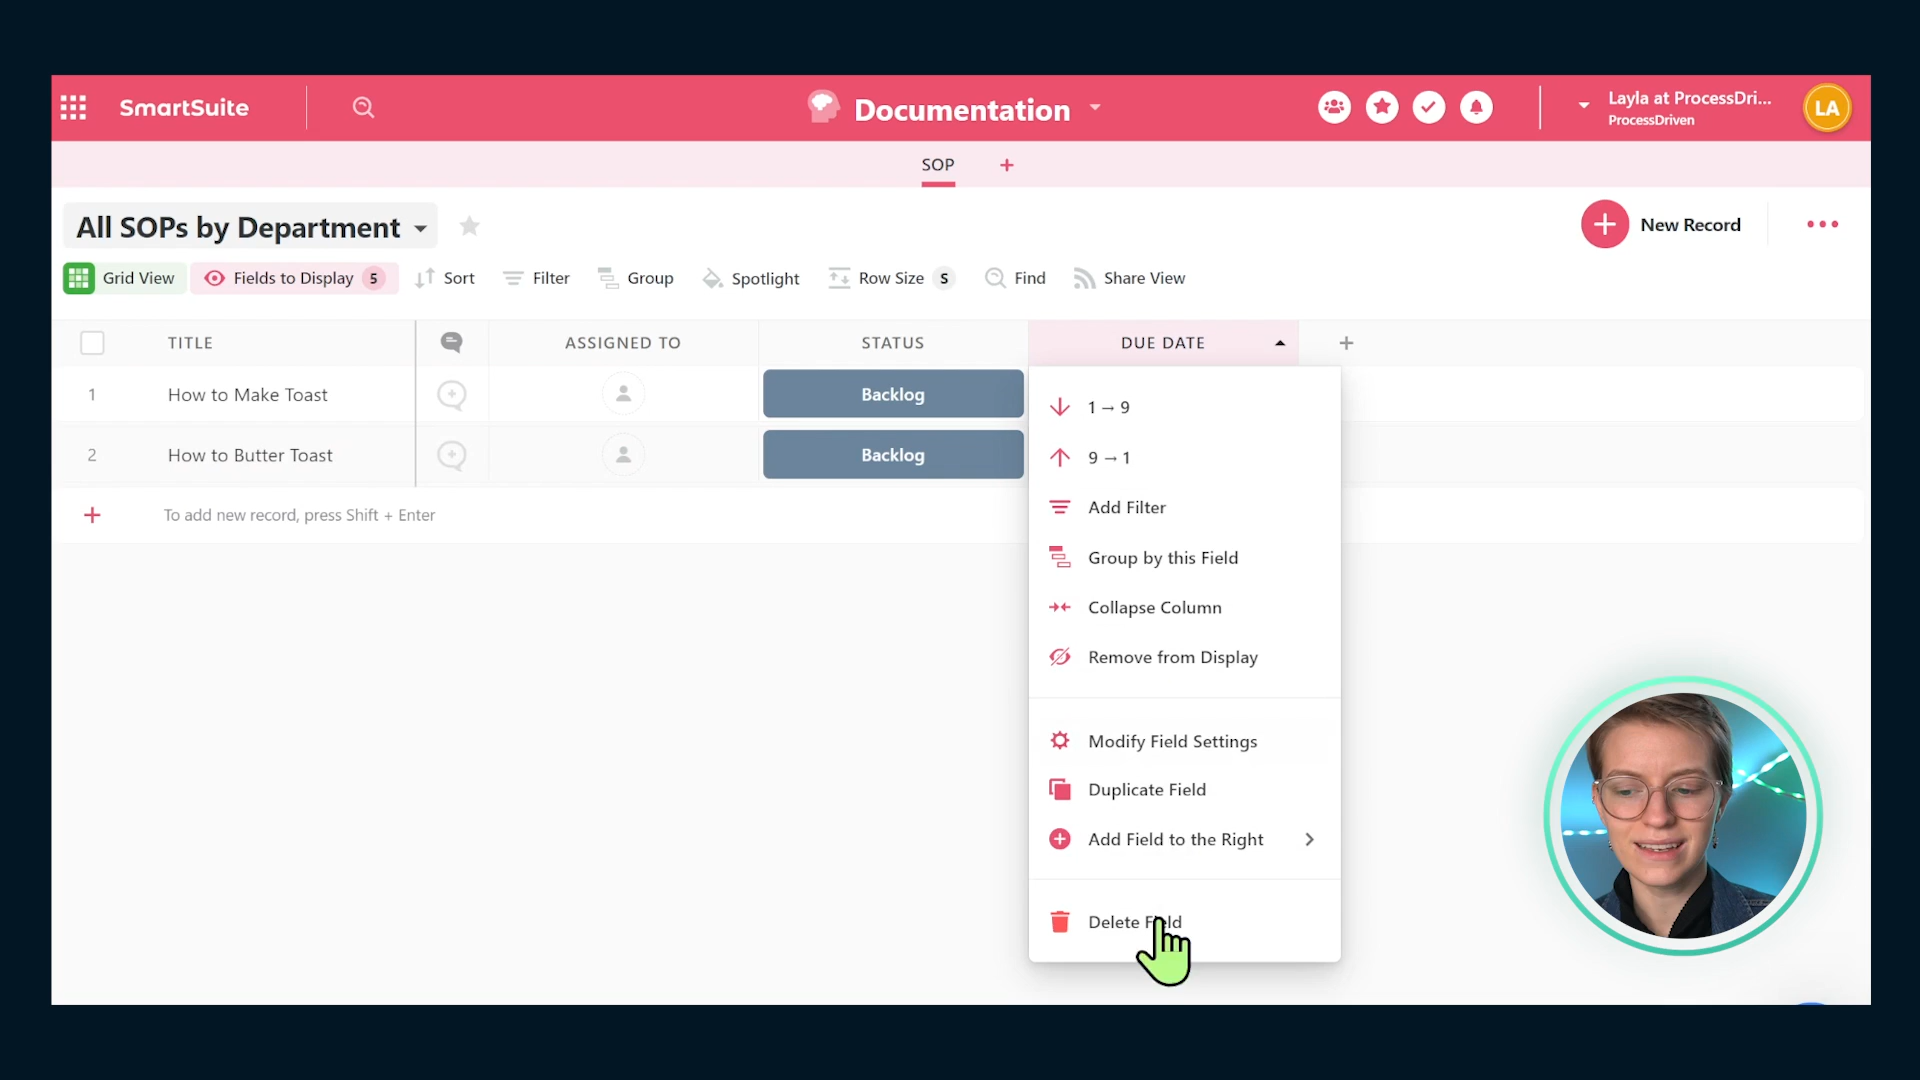 SmartSuite
Documentation
Layla at ProcessDri...
ProcessDriven
LA
SOP
All SOPs by Department
New Record
Grid View
Fields to Display 5
Sort
Filter
Group
Spotlight
Row Size S
Find
Share View
TITLE
ASSIGNED TO
STATUS
DUE DATE
1 How to Make Toast Backlog
2 How to Butter Toast Backlog
To add new record, press Shift + Enter
1 → 9
9 → 1
Add Filter
Group by this Field
Collapse Column
Remove from Display
Modify Field Settings
Duplicate Field
Add Field to the Right
Delete Field